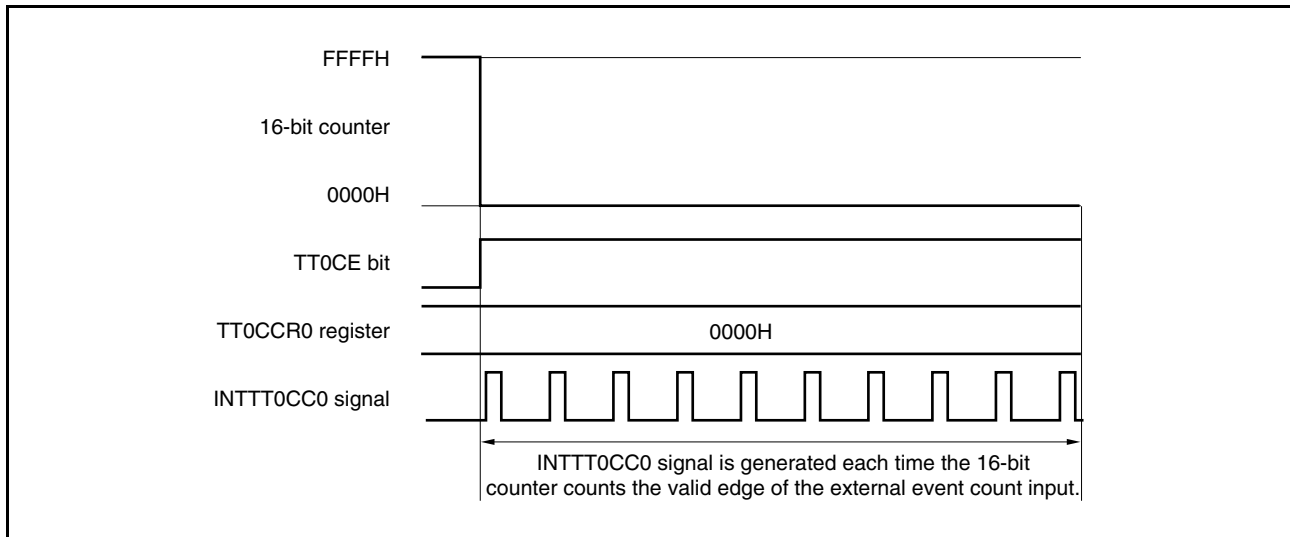 FFFFH
16-bit counter
0000H
TT0CE bit
TT0CCR0 register
0000H
INTTT0CC0 signal
INTTT0CC0 signal is generated each time the 16-bit
counter counts the valid edge of the external event count input.